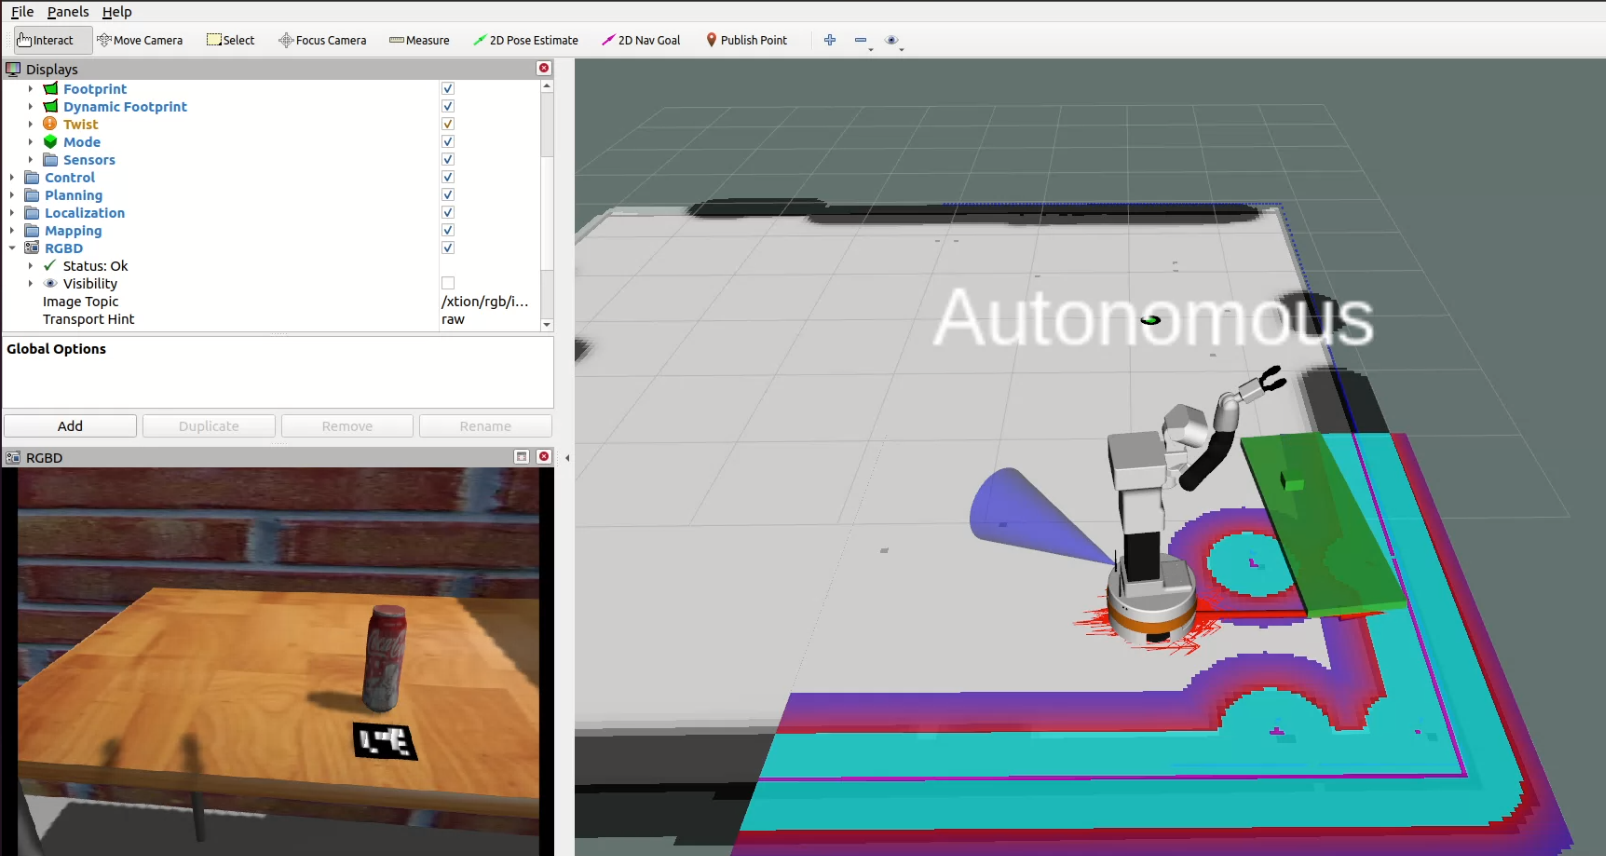 File Panels Help
Interact Move Camera Select Focus Camera Measure 2D Pose Estimate 2D Nav Goal Publish Point
Displays
Footprint
Dynamic Footprint
Twist
Mode
Sensors
Control
Planning
Localization
Mapping
RGBD
Status: Ok
Visibility
Image Topic /xtion/rgb/i...
Transport Hint raw
Global Options
Add Duplicate Remove Rename
RGBD
Coca-Cola
Autonomous